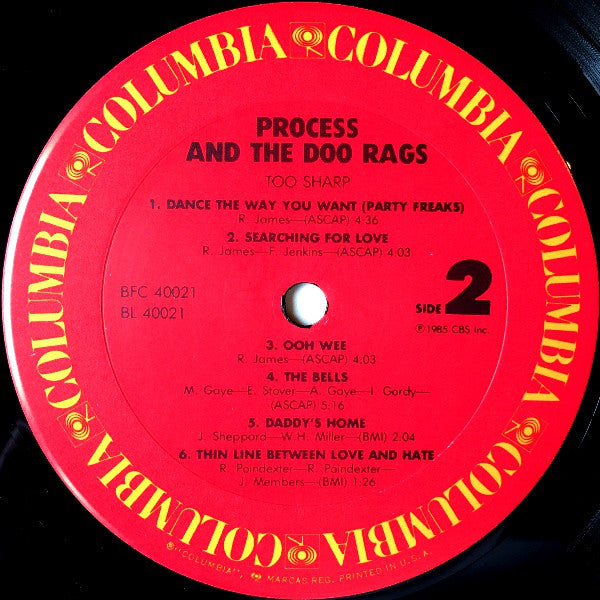 COLUMBIA COLUMBIA COLUMBIA COLUMBIA COLUMBIA COLUMBIA
PROCESS
AND THE DOO RAGS
TOO SHARP
1. DANCE THE WAY YOU WANT (PARTY FREAKS)
R. James—(ASCAP) 4:36
2. SEARCHING FOR LOVE
R. James—F. Jenkins—(ASCAP) 4:03
BFC 40021
BL 40021
SIDE 2
℗ 1985 CBS Inc.
3. OOH WEE
R. James—(ASCAP) 4:03
4. THE BELLS
M. Gaye—E. Stover—A. Gaye—I. Gordy—
(ASCAP) 5:16
5. DADDY'S HOME
J. Sheppard—W.H. Miller—(BMI) 2:04
6. THIN LINE BETWEEN LOVE AND HATE
R. Poindexter—R. Poindexter—
J. Members—(BMI) 1:26
®"COLUMBIA", MARCAS REG. PRINTED IN U.S.A.